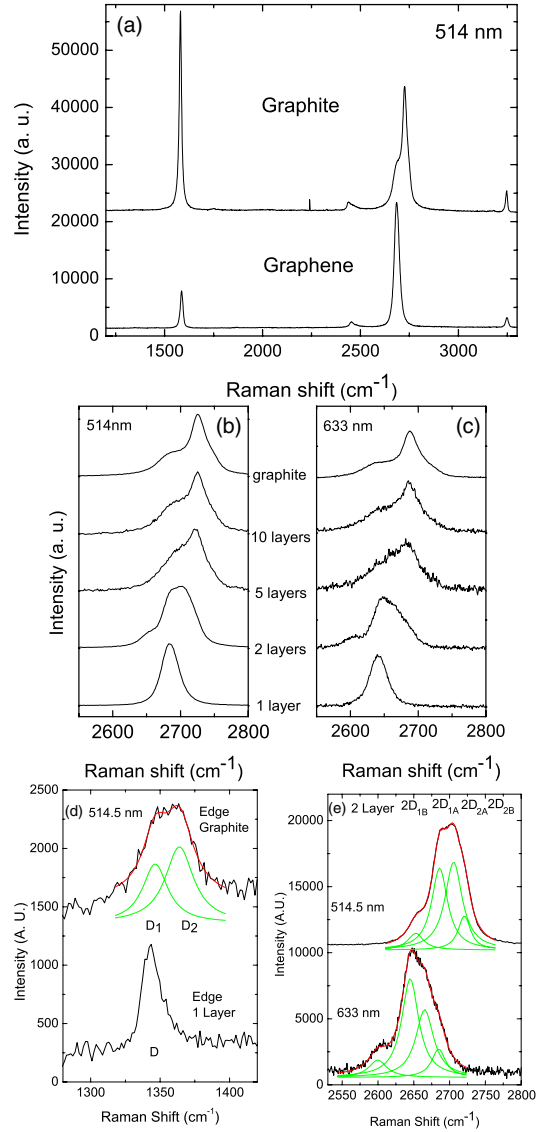 (a)
514 nm
50000
40000
30000
20000
10000
0
Intensity (a. u.)
Graphite
Graphene
1500 2000 2500 3000
Raman shift (cm-1)
514nm (b)
633 nm (c)
graphite
10 layers
5 layers
2 layers
1 layer
Intensity (a. u.)
2600 2700 2800
2600 2700 2800
Raman shift (cm-1)
Raman shift (cm-1)
(d)
514.5 nm
Edge
Graphite
2500
2000
1500
1000
500
0
Intensity (A.U.)
D1 D2
Edge
1 Layer
D
1300 1350 1400
Raman Shift (cm-1)
(e)
2 Layer 2D1B 2D1A 2D2A 2D2B
20000
15000
10000
5000
0
Intensity (A.U.)
514.5 nm
633 nm
2550 2600 2650 2700 2750 2800
Raman Shift (cm-1)